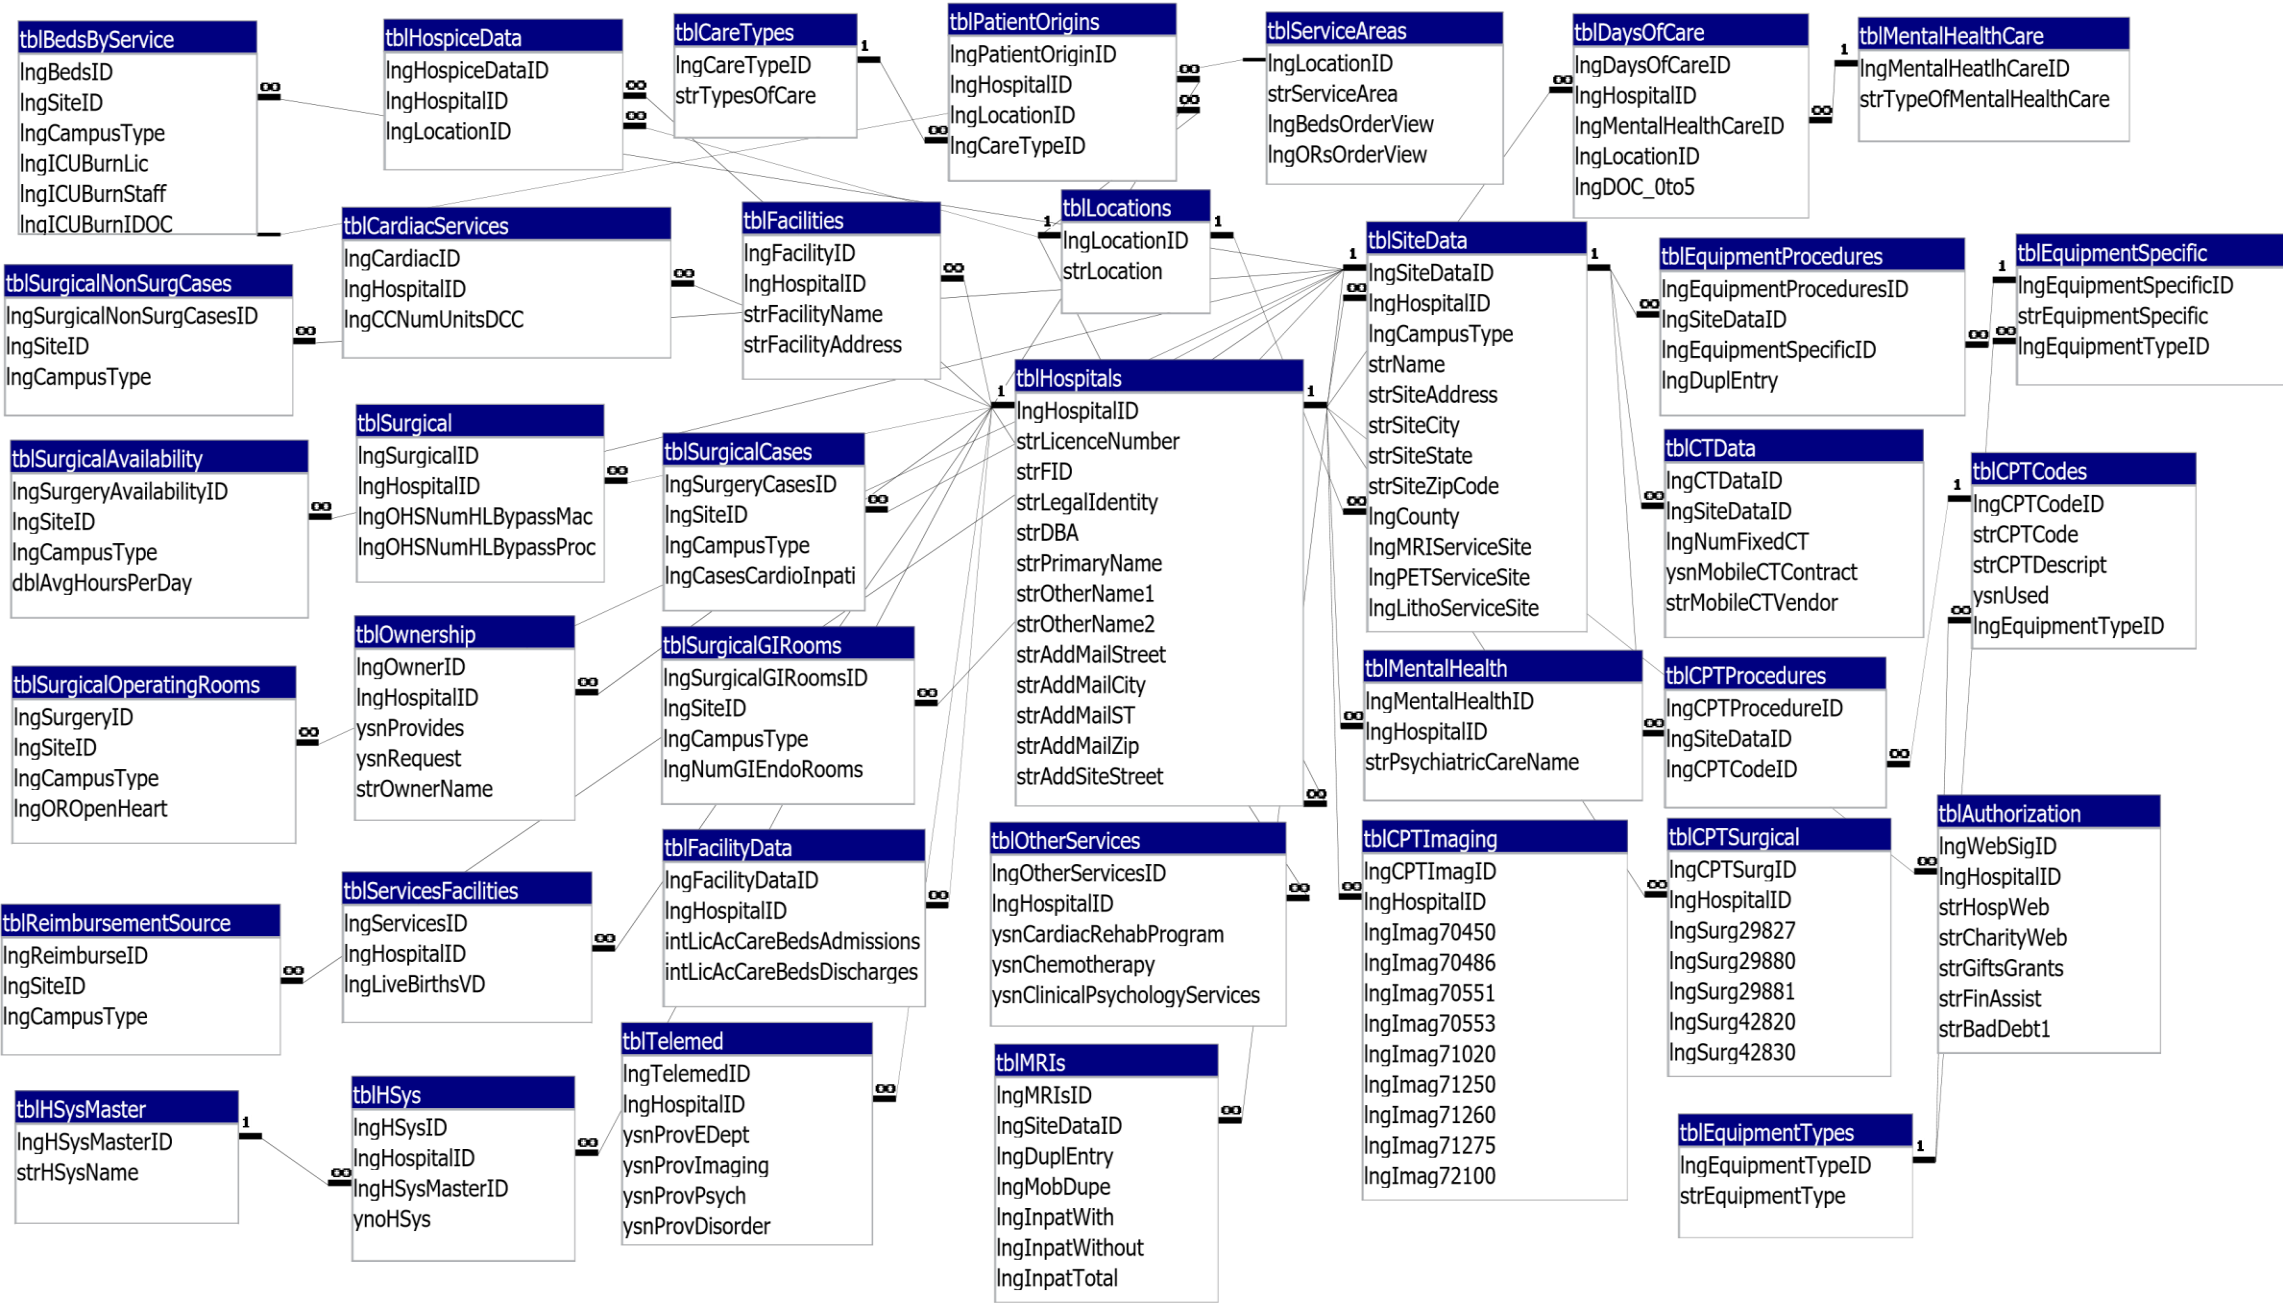 tblBedsByService
lngBedsID
lngSiteID
lngCampusType
lngICUBurnLic
lngICUBurnStaff
lngICUBurnIDOC
tblHospiceData
lngHospiceDataID
lngHospitalID
lngLocationID
tblCareTypes
lngCareTypeID
strTypesOfCare
tblPatientOrigins
lngPatientOriginID
lngHospitalID
lngLocationID
lngCareTypeID
tblServiceAreas
lngLocationID
strServiceArea
lngBedsOrderView
lngORsOrderView
tblDaysOfCare
lngDaysOfCareID
lngHospitalID
lngMentalHealthCareID
lngLocationID
lngDOC_0to5
tblMentalHealthCare
lngMentalHeatlhCareID
strTypeOfMentalHealthCare
tblSurgicalNonSurgCases
lngSurgicalNonSurgCasesID
lngSiteID
lngCampusType
tblCardiacServices
lngCardiacID
lngHospitalID
lngCCNumUnitsDCC
tblFacilities
lngFacilityID
lngHospitalID
strFacilityName
strFacilityAddress
tblLocations
lngLocationID
strLocation
tblSiteData
lngSiteDataID
lngHospitalID
lngCampusType
strName
strSiteAddress
strSiteCity
strSiteState
strSiteZipCode
lngCounty
lngMRIServiceSite
lngPETServiceSite
lngLithoServiceSite
tblEquipmentProcedures
lngEquipmentProceduresID
lngSiteDataID
lngEquipmentSpecificID
lngDuplEntry
tblEquipmentSpecific
lngEquipmentSpecificID
strEquipmentSpecific
lngEquipmentTypeID
tblSurgicalAvailability
lngSurgeryAvailabilityID
lngSiteID
lngCampusType
dblAvgHoursPerDay
tblSurgical
lngSurgicalID
lngHospitalID
lngOHSNumHLBypassMac
lngOHSNumHLBypassProc
tblSurgicalCases
lngSurgeryCasesID
lngSiteID
lngCampusType
lngCasesCardioInpati
tblHospitals
lngHospitalID
strLicenceNumber
strFID
strLegalIdentity
strDBA
strPrimaryName
strOtherName1
strOtherName2
strAddMailStreet
strAddMailCity
strAddMailST
strAddMailZip
strAddSiteStreet
tblCTData
lngCTDataID
lngSiteDataID
lngNumFixedCT
ysnMobileCTContract
strMobileCTVendor
tblCPTCodes
lngCPTCodeID
strCPTCode
strCPTDescript
ysnUsed
lngEquipmentTypeID
tblSurgicalOperatingRooms
lngSurgeryID
lngSiteID
lngCampusType
lngOROpenHeart
tblOwnership
lngOwnerID
lngHospitalID
ysnProvides
ysnRequest
strOwnerName
tblSurgicalGIRooms
lngSurgicalGIRoomsID
lngSiteID
lngCampusType
lngNumGIEndoRooms
tblMentalHealth
lngMentalHealthID
lngHospitalID
strPsychiatricCareName
tblCPTProcedures
lngCPTProcedureID
lngSiteDataID
lngCPTCodeID
tblAuthorization
lngWebSigID
lngHospitalID
strHospWeb
strCharityWeb
strGiftsGrants
strFinAssist
strBadDebt1
tblReimbursementSource
lngReimburseID
lngSiteID
lngCampusType
tblServicesFacilities
lngServicesID
lngHospitalID
lngLiveBirthsVD
tblFacilityData
lngFacilityDataID
lngHospitalID
intLicAcCareBedsAdmissions
intLicAcCareBedsDischarges
tblOtherServices
lngOtherServicesID
lngHospitalID
ysnCardiacRehabProgram
ysnChemotherapy
ysnClinicalPsychologyServices
tblCPTImaging
lngCPTImagID
lngHospitalID
lngImag70450
lngImag70486
lngImag70551
lngImag70553
lngImag71020
lngImag71250
lngImag71260
lngImag71275
lngImag72100
tblCPTSurgical
lngCPTSurgID
lngHospitalID
lngSurg29827
lngSurg29880
lngSurg29881
lngSurg42820
lngSurg42830
tblHSysMaster
lngHSysMasterID
strHSysName
tblHSys
lngHSysID
lngHospitalID
lngHSysMasterID
ynoHSys
tblTelemed
lngTelemedID
lngHospitalID
ysnProvEDept
ysnProvImaging
ysnProvPsych
ysnProvDisorder
tblMRIs
lngMRIsID
lngSiteDataID
lngDuplEntry
lngMobDupe
lngInpatWith
lngInpatWithout
lngInpatTotal
tblEquipmentTypes
lngEquipmentTypeID
strEquipmentType